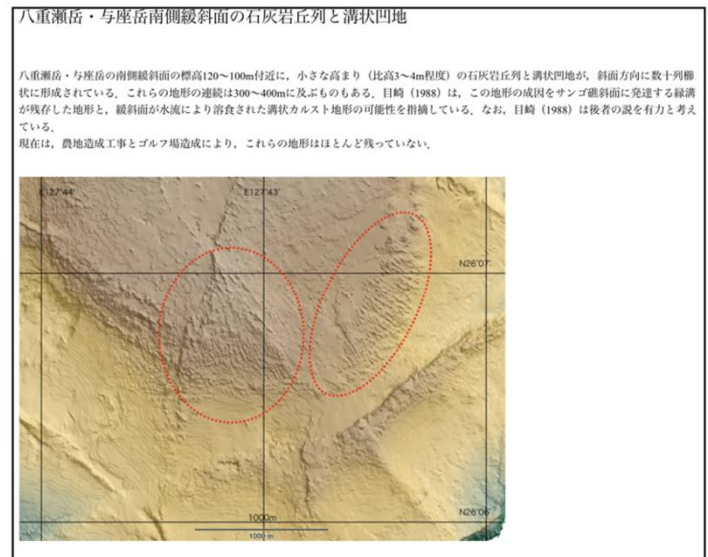 八重瀬岳・与座岳南側緩斜面の石灰岩丘列と溝状凹地
八重瀬岳・与座岳の南側緩斜面の標高120〜100m付近に，小さな高まり（比高3〜4m程度）の石灰岩丘列と溝状凹地が，斜面方向に数十列櫛
状に形成されている．これらの地形の連続は300〜400mに及ぶものもある．目崎（1988）は，この地形の成因をサンゴ礁斜面に発達する縁溝
が残存した地形と，緩斜面が水流により溶食された溝状カルスト地形の可能性を指摘している．なお，目崎（1988）は後者の説を有力と考え
ている．
現在は，農地造成工事とゴルフ場造成により，これらの地形はほとんど残っていない．
E127˚44'
E127˚43'
N26˚07'
N26˚06'
1000m
1000 m